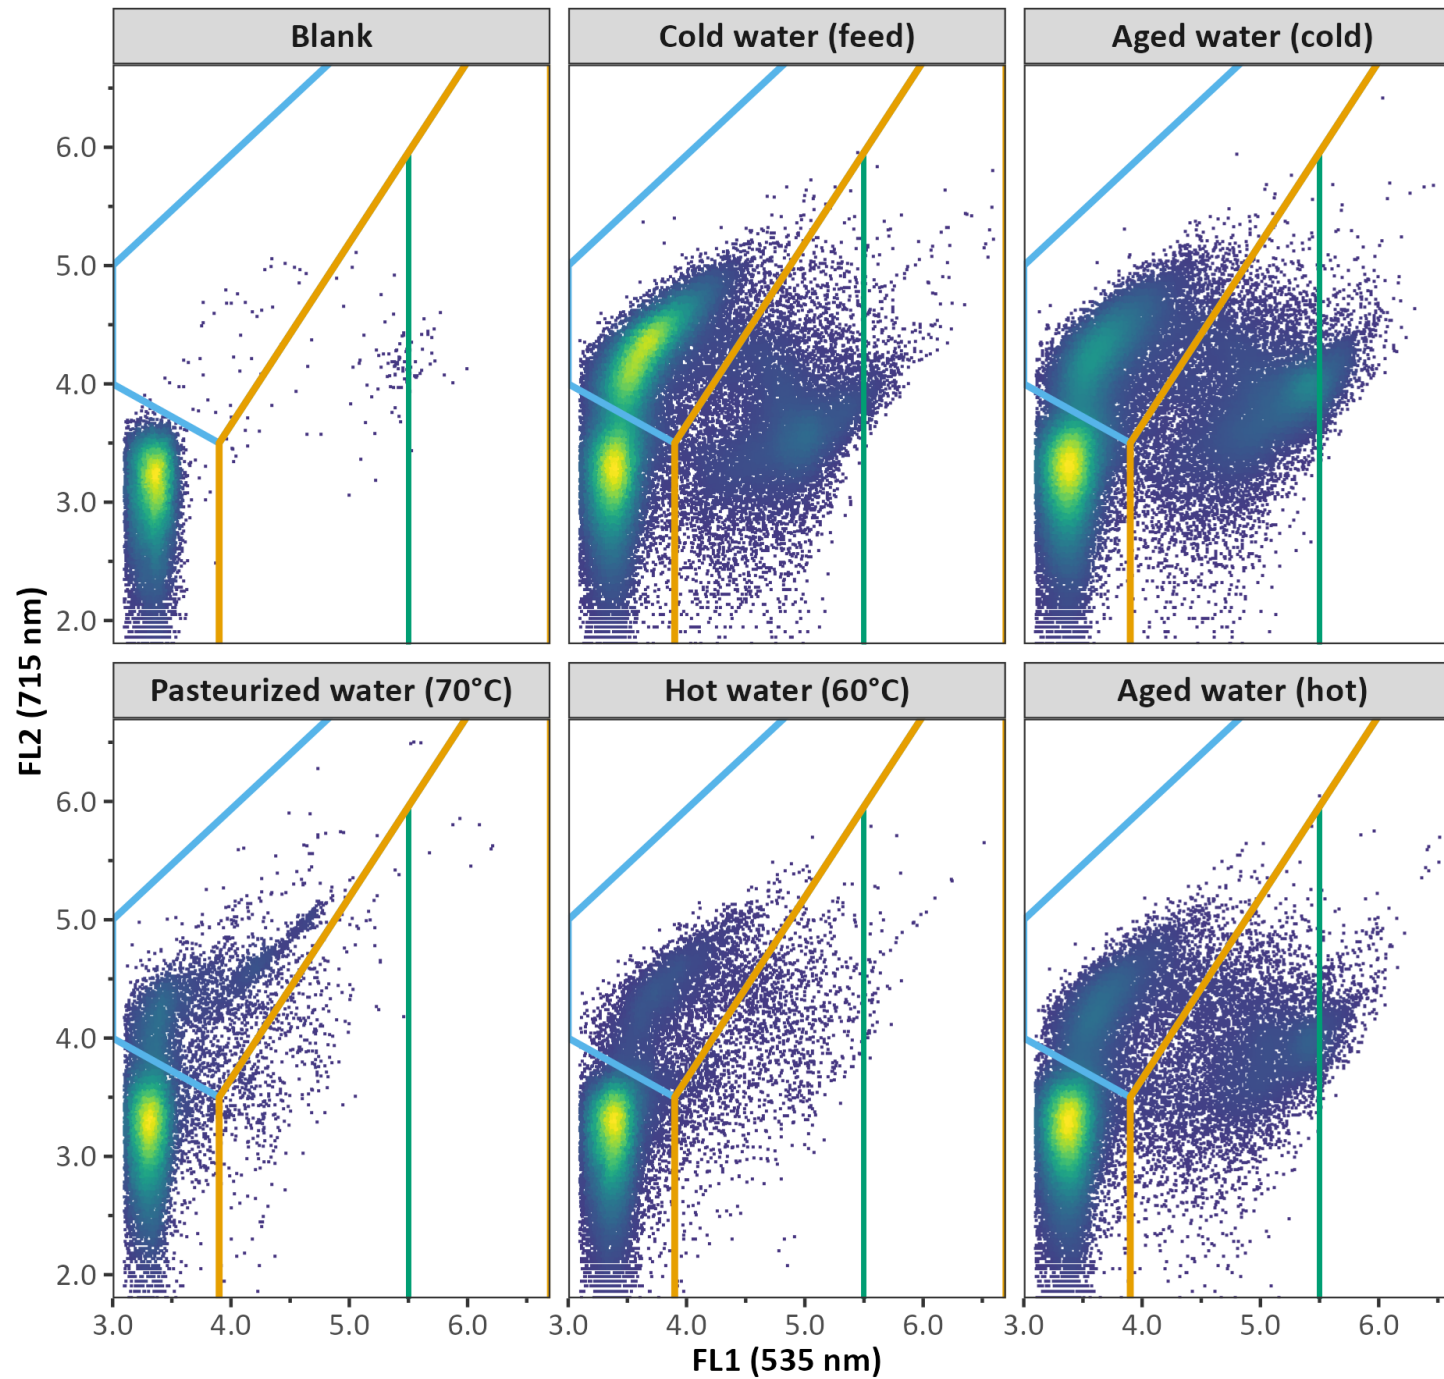 Blank
Cold water (feed)
Aged water (cold)
6.0
5.0
4.0
3.0
2.0
Pasteurized water (70°C)
Hot water (60°C)
Aged water (hot)
6.0
5.0
4.0
3.0
2.0
FL2 (715 nm)
3.0 4.0 5.0 6.0 3.0 4.0 5.0 6.0 3.0 4.0 5.0 6.0
FL1 (535 nm)